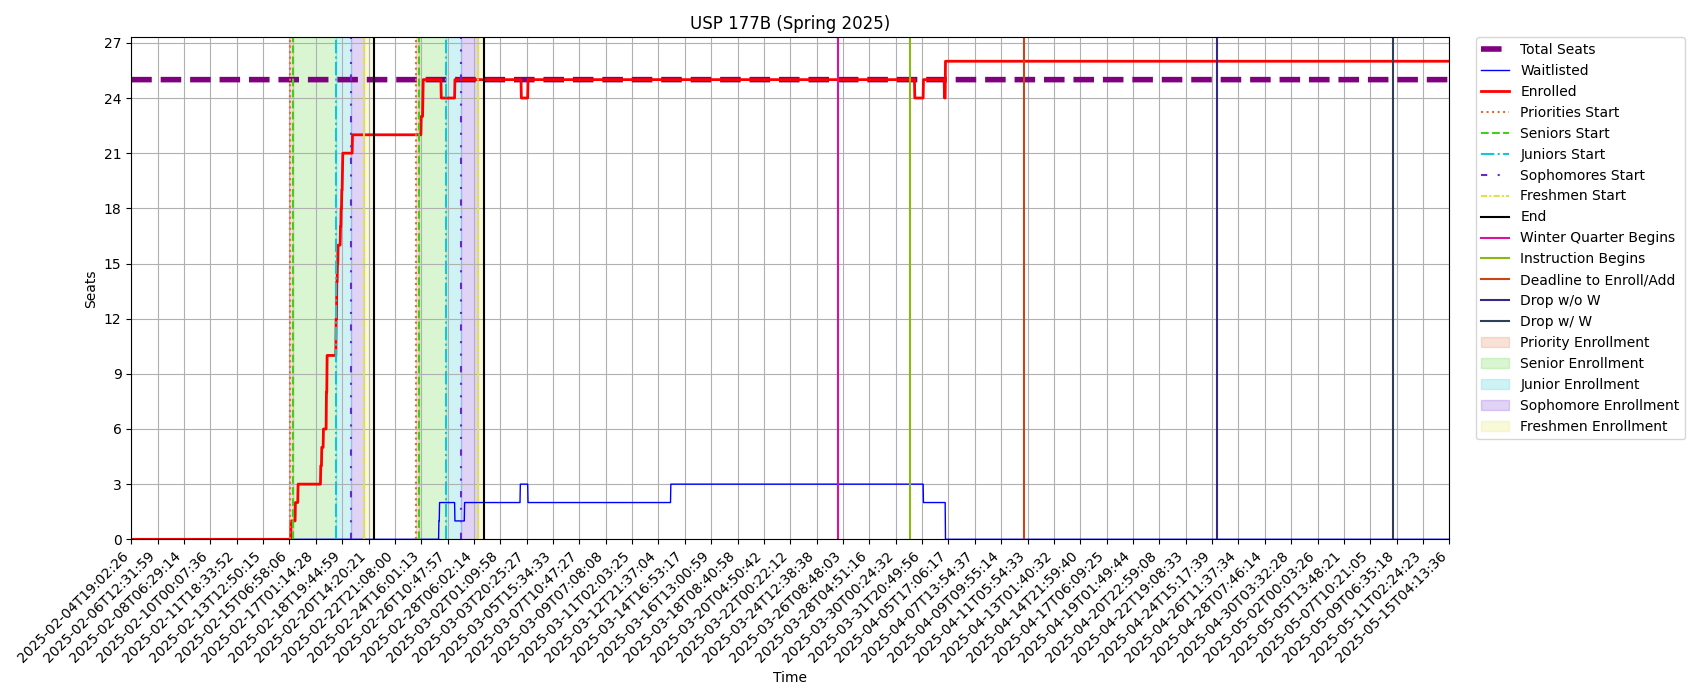 USP 177B (Spring 2025)
27
24
21
18
15
12
9
6
3
0
Seats
2025-02-04T19:02:26
2025-02-06T12:31:59
2025-02-08T06:29:14
2025-02-10T00:07:36
2025-02-11T18:33:52
2025-02-13T12:50:15
2025-02-15T06:58:06
2025-02-17T01:14:28
2025-02-18T19:44:59
2025-02-20T14:20:21
2025-02-22T21:08:00
2025-02-24T16:01:13
2025-02-26T10:47:57
2025-02-28T06:02:14
2025-03-02T01:09:58
2025-03-03T20:25:27
2025-03-05T15:34:33
2025-03-07T10:47:27
2025-03-09T07:08:08
2025-03-11T02:03:25
2025-03-12T21:37:04
2025-03-14T16:53:17
2025-03-16T13:00:59
2025-03-18T08:40:58
2025-03-20T04:50:42
2025-03-22T00:22:12
2025-03-24T12:38:38
2025-03-26T08:48:03
2025-03-28T04:51:16
2025-03-30T00:24:32
2025-03-31T20:49:56
2025-04-05T17:06:17
2025-04-07T13:54:37
2025-04-09T09:55:14
2025-04-11T05:54:33
2025-04-13T01:40:32
2025-04-14T21:59:40
2025-04-17T06:09:25
2025-04-19T01:49:44
2025-04-20T22:59:08
2025-04-22T19:08:33
2025-04-24T15:17:39
2025-04-26T11:37:34
2025-04-28T07:46:14
2025-04-30T03:32:28
2025-05-02T00:03:26
2025-05-05T13:48:21
2025-05-07T10:21:05
2025-05-09T06:35:18
2025-05-11T02:24:23
2025-05-15T04:13:36
Time
Total Seats
Waitlisted
Enrolled
Priorities Start
Seniors Start
Juniors Start
Sophomores Start
Freshmen Start
End
Winter Quarter Begins
Instruction Begins
Deadline to Enroll/Add
Drop w/o W
Drop w/ W
Priority Enrollment
Senior Enrollment
Junior Enrollment
Sophomore Enrollment
Freshmen Enrollment